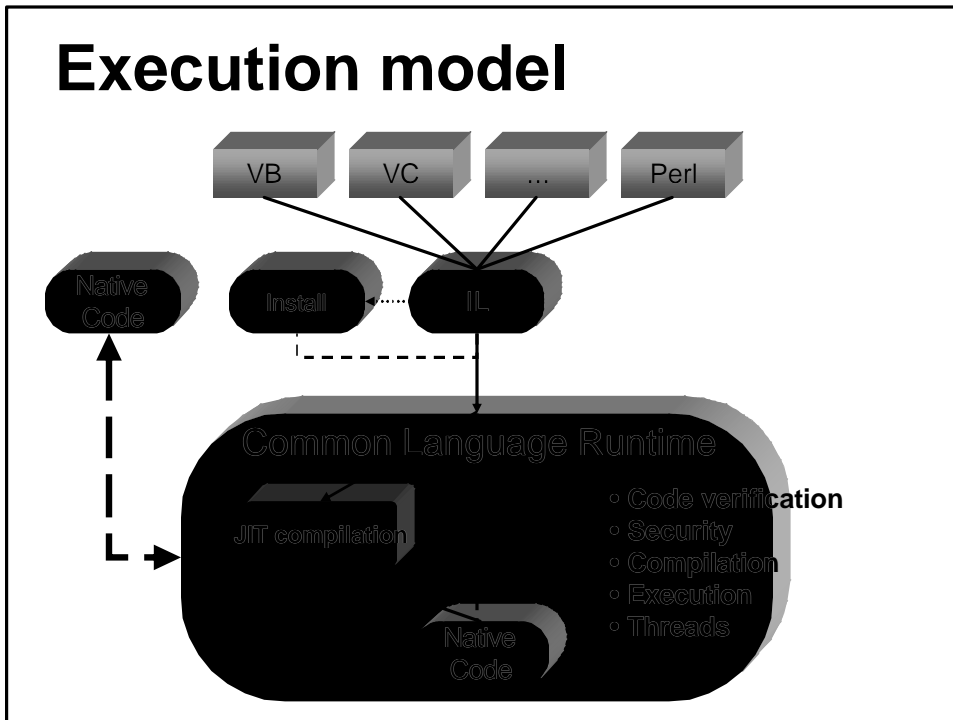 Execution model
VB
VC
...
Perl
Native
Code
Install
IL
Common Language Runtime
JIT compilation
• Code verification
• Security
• Compilation
• Execution
• Threads
Native
Code